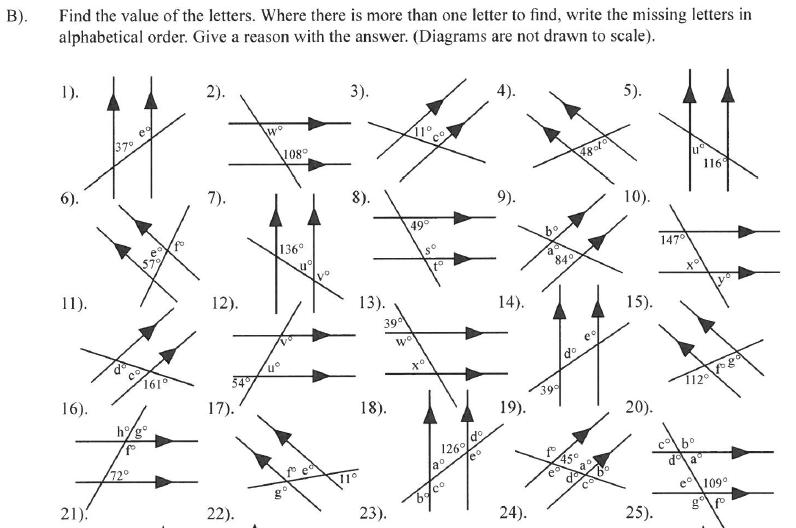 B). Find the value of the letters. Where there is more than one letter to find, write the missing letters in
alphabetical order. Give a reason with the answer. (Diagrams are not drawn to scale).
1). 2). 3). 4). 5).
37° e°
w° 108°
11° c°
48° t°
u° 116°
6). 7). 8). 9). 10).
e° f° 57°
136° u° v°
49° s° t°
b° a° 84°
147° x° y°
11). 12). 13). 14). 15).
d° c° 161°
v° u° 54°
39° w° x°
d° e° 39°
112° f° g°
16). 17). 18). 19). 20).
h° g° f° 72°
f° e° g° 11°
126° d° e° a° b° c°
f° 45° e° d° a° b° c°
c° b° d° a° e° 109° g° f°
21). 22). 23). 24). 25).